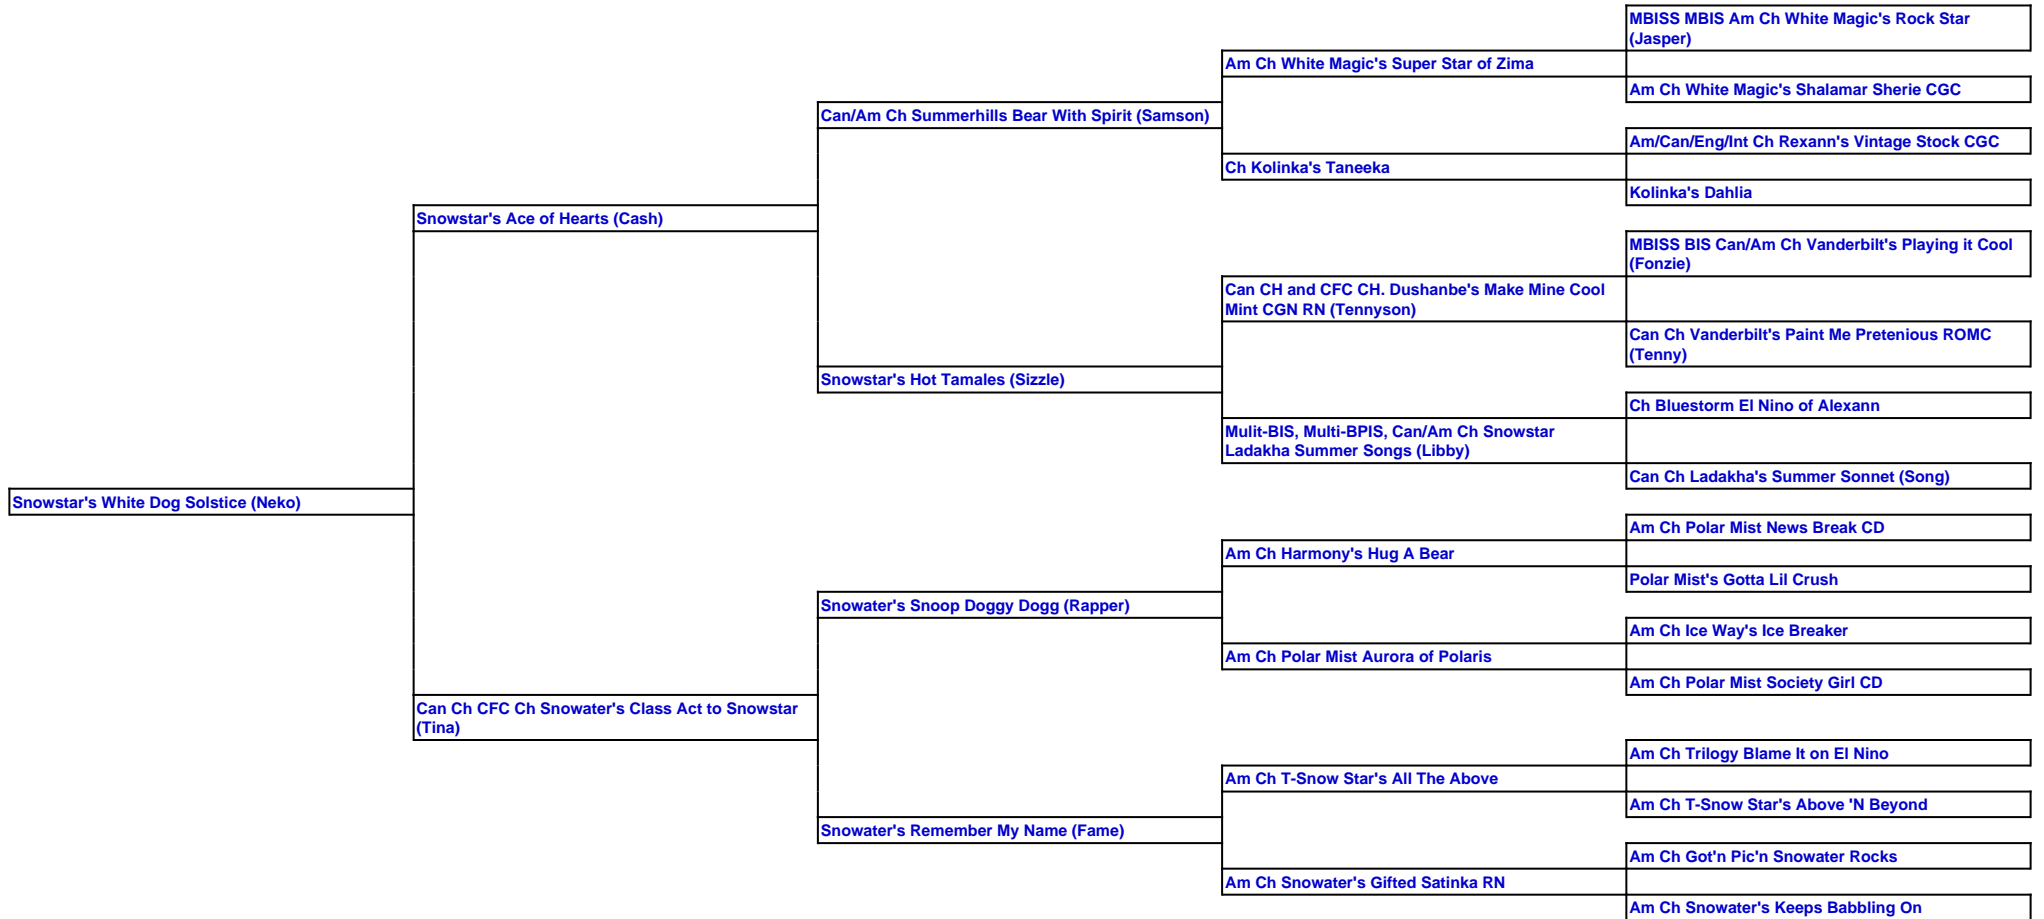 MBISS MBIS Am Ch White Magic's Rock Star
(Jasper)
Am Ch White Magic's Super Star of Zima
Am Ch White Magic's Shalamar Sherie CGC
Can/Am Ch Summerhills Bear With Spirit (Samson)
Am/Can/Eng/Int Ch Rexann's Vintage Stock CGC
Ch Kolinka's Taneeka
Kolinka's Dahlia
Snowstar's Ace of Hearts (Cash)
MBISS BIS Can/Am Ch Vanderbilt's Playing it Cool
(Fonzie)
Can CH and CFC CH. Dushanbe's Make Mine Cool
Mint CGN RN (Tennyson)
Can Ch Vanderbilt's Paint Me Pretenious ROMC
(Tenny)
Snowstar's Hot Tamales (Sizzle)
Ch Bluestorm El Nino of Alexann
Mulit-BIS, Multi-BPIS, Can/Am Ch Snowstar
Ladakha Summer Songs (Libby)
Can Ch Ladakha's Summer Sonnet (Song)
Snowstar's White Dog Solstice (Neko)
Am Ch Polar Mist News Break CD
Am Ch Harmony's Hug A Bear
Polar Mist's Gotta Lil Crush
Snowater's Snoop Doggy Dogg (Rapper)
Am Ch Ice Way's Ice Breaker
Am Ch Polar Mist Aurora of Polaris
Am Ch Polar Mist Society Girl CD
Can Ch CFC Ch Snowater's Class Act to Snowstar
(Tina)
Am Ch Trilogy Blame It on El Nino
Am Ch T-Snow Star's All The Above
Am Ch T-Snow Star's Above 'N Beyond
Snowater's Remember My Name (Fame)
Am Ch Got'n Pic'n Snowater Rocks
Am Ch Snowater's Gifted Satinka RN
Am Ch Snowater's Keeps Babbling On